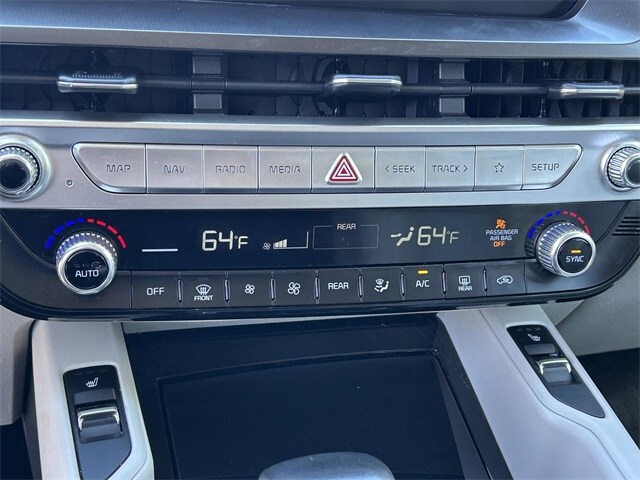 MAP NAV RADIO MEDIA < SEEK TRACK > SETUP
REAR
64°F 64°F
PASSENGER
AIR BAG
OFF
AUTO SYNC
OFF FRONT REAR A/C REAR